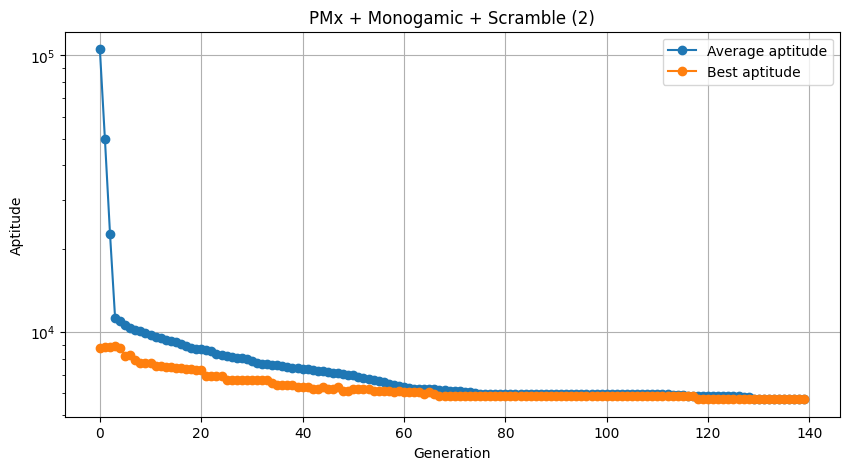 PMx + Monogamic + Scramble (2)
Average aptitude
Best aptitude
Aptitude
10^5
10^4
0 20 40 60 80 100 120 140
Generation